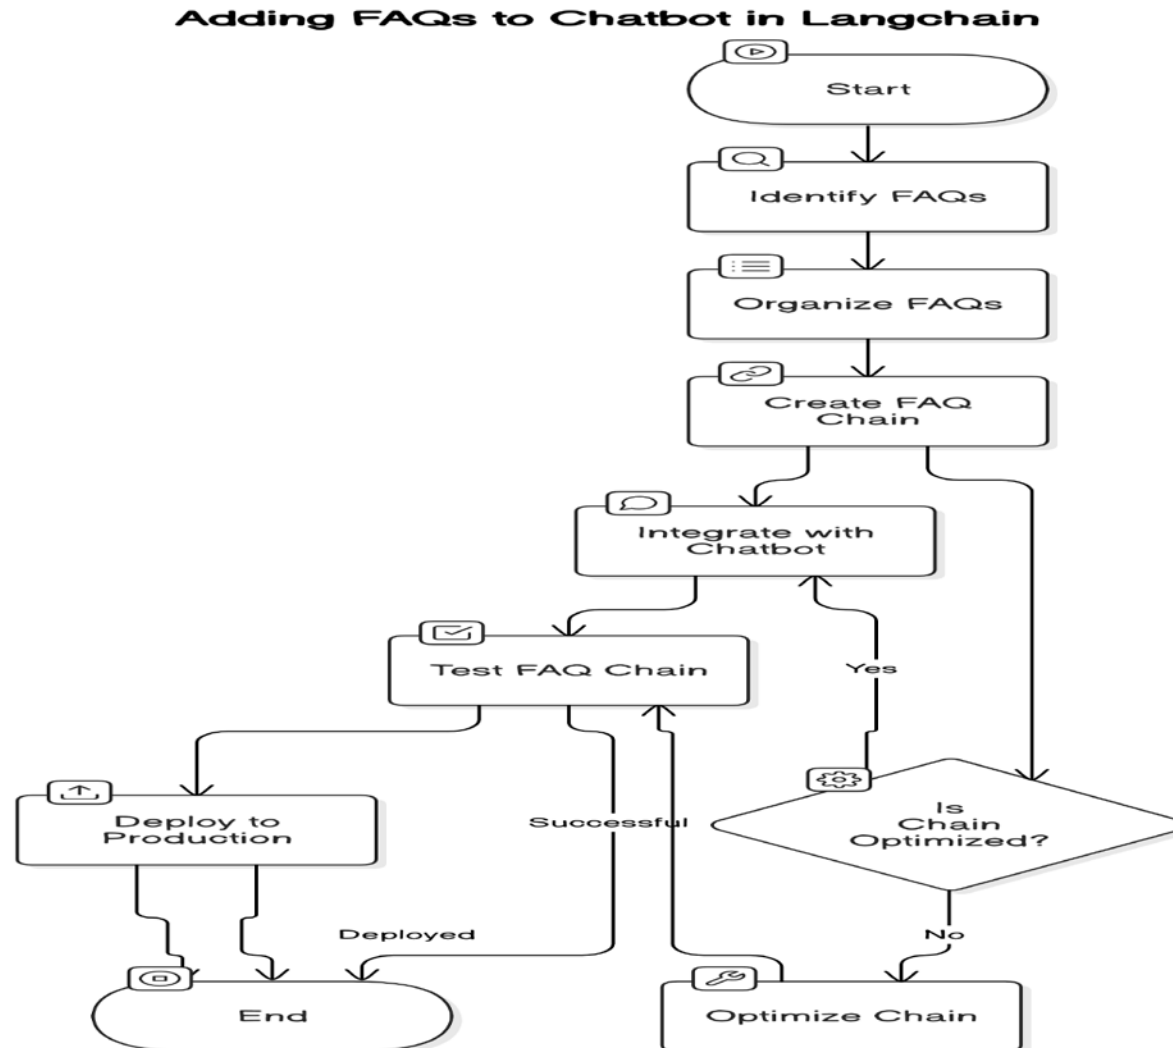 Adding FAQs to Chatbot in Langchain
Start
Identify FAQs
Organize FAQs
Create FAQ
Chain
Integrate with
Chatbot
Test FAQ Chain
Yes
Deploy to
Production
Successful
Is
Chain
Optimized?
Deployed
No
End
Optimize Chain